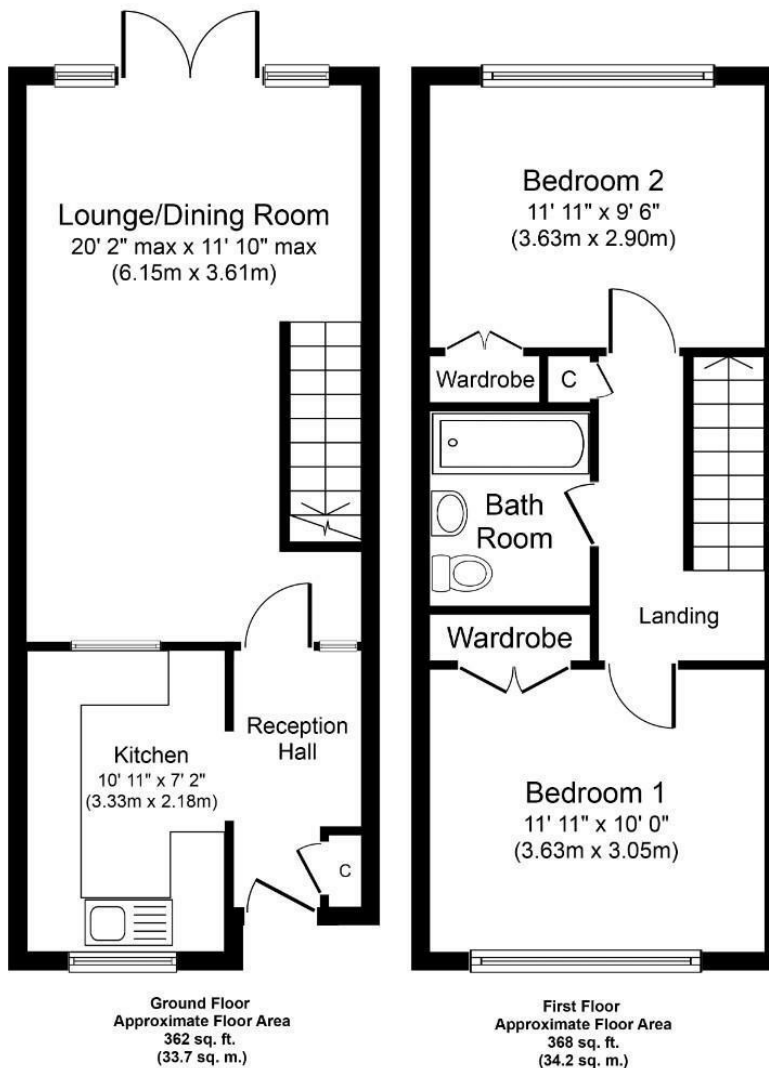 Lounge/Dining Room
20' 2" max x 11' 10" max
(6.15m x 3.61m)
Kitchen
10' 11" x 7' 2"
(3.33m x 2.18m)
Reception
Hall
C
Ground Floor
Approximate Floor Area
362 sq. ft.
(33.7 sq. m.)
Bedroom 2
11' 11" x 9' 6"
(3.63m x 2.90m)
Wardrobe
C
Bath
Room
Landing
Wardrobe
Bedroom 1
11' 11" x 10' 0"
(3.63m x 3.05m)
First Floor
Approximate Floor Area
368 sq. ft.
(34.2 sq. m.)